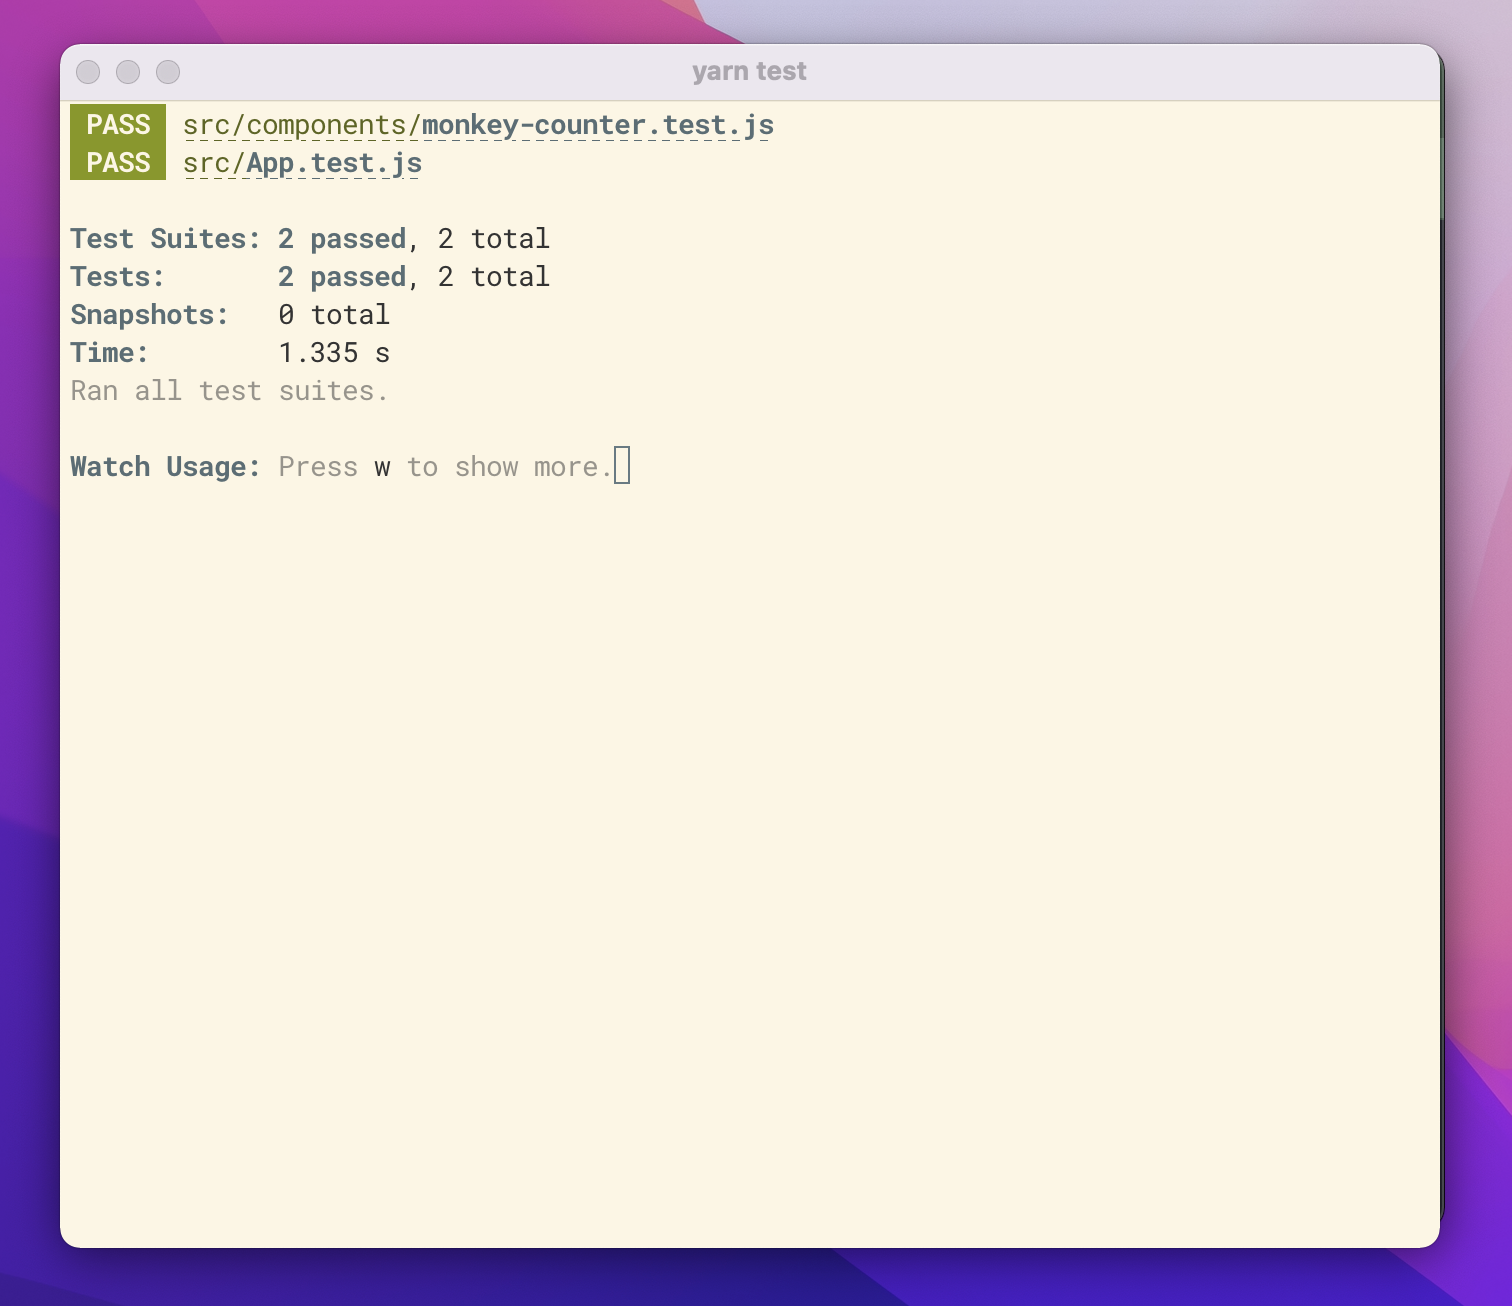 yarn test
PASS src/components/monkey-counter.test.js
PASS src/App.test.js
Test Suites: 2 passed, 2 total
Tests: 2 passed, 2 total
Snapshots: 0 total
Time: 1.335 s
Ran all test suites.
Watch Usage: Press w to show more.